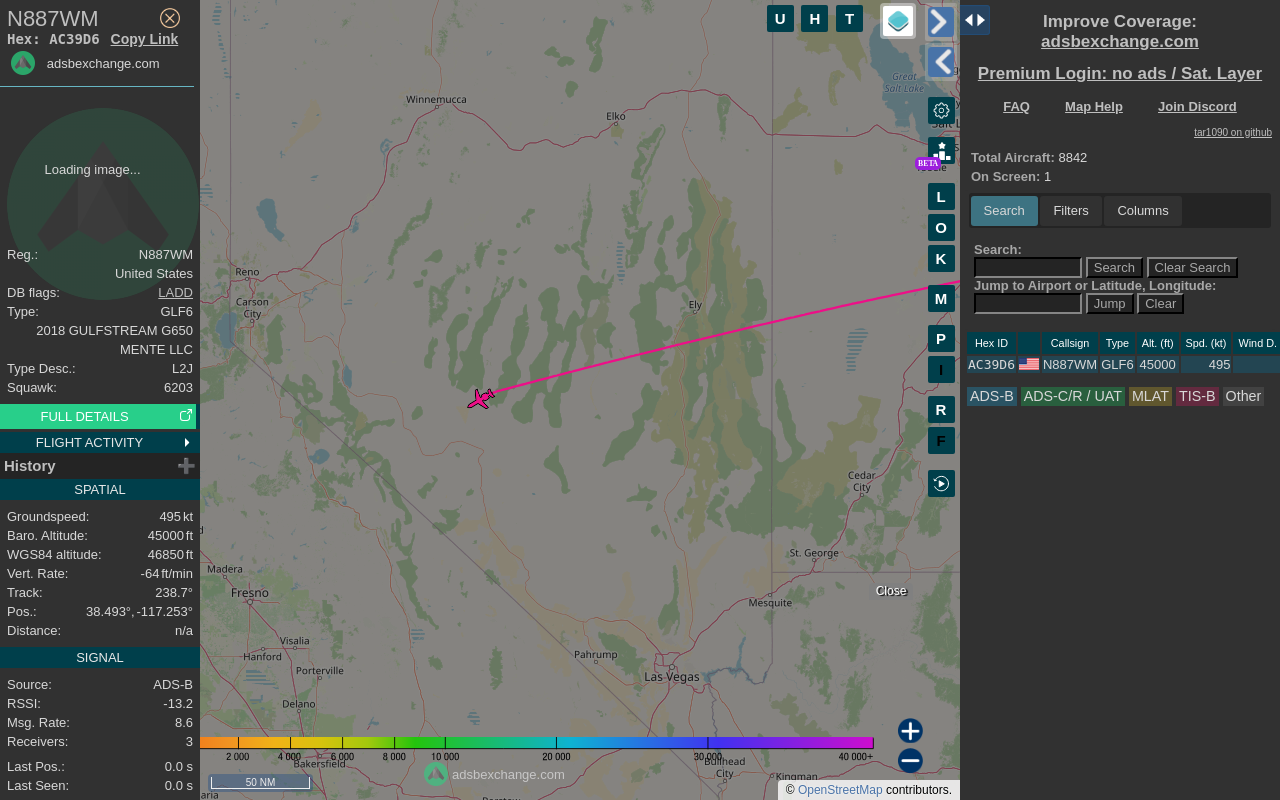 N887WM
Hex: AC39D6 Copy Link
adsbexchange.com
Loading image...
Reg.: N887WM
United States
DB flags: LADD
Type: GLF6
2018 GULFSTREAM G650
MENTE LLC
Type Desc.: L2J
Squawk: 6203
FULL DETAILS
FLIGHT ACTIVITY
History
SPATIAL
Groundspeed: 495 kt
Baro. Altitude: 45000 ft
WGS84 altitude: 46850 ft
Vert. Rate: -64 ft/min
Track: 238.7°
Pos.: 38.493°, -117.253°
Distance: n/a
SIGNAL
Source: ADS-B
RSSI: -13.2
Msg. Rate: 8.6
Receivers: 3
Last Pos.: 0.0 s
Last Seen: 0.0 s
U H T
Great
Salt Lake
Winnemucca
Elko
BETA
L
O
K
M
P
I
R
F
Reno
Carson
City
Ely
Cedar
City
St. George
Close
Mesquite
Madera
Fresno
Visalia
Hanford
Porterville
Delano
Pahrump
Las Vegas
2 000 4 000 6 000 8 000 10 000 20 000 30 000 40 000+
Bakersfield
Bullhead
City
Kingman
50 NM
adsbexchange.com
© OpenStreetMap contributors.
Improve Coverage:
adsbexchange.com
Premium Login: no ads / Sat. Layer
FAQ Map Help Join Discord
tar1090 on github
Total Aircraft: 8842
On Screen: 1
Search Filters Columns
Search:
Search Clear Search
Jump to Airport or Latitude, Longitude:
Jump Clear
Hex ID Callsign Type Alt. (ft) Spd. (kt) Wind D.
AC39D6 N887WM GLF6 45000 495
ADS-B ADS-C/R / UAT MLAT TIS-B Other